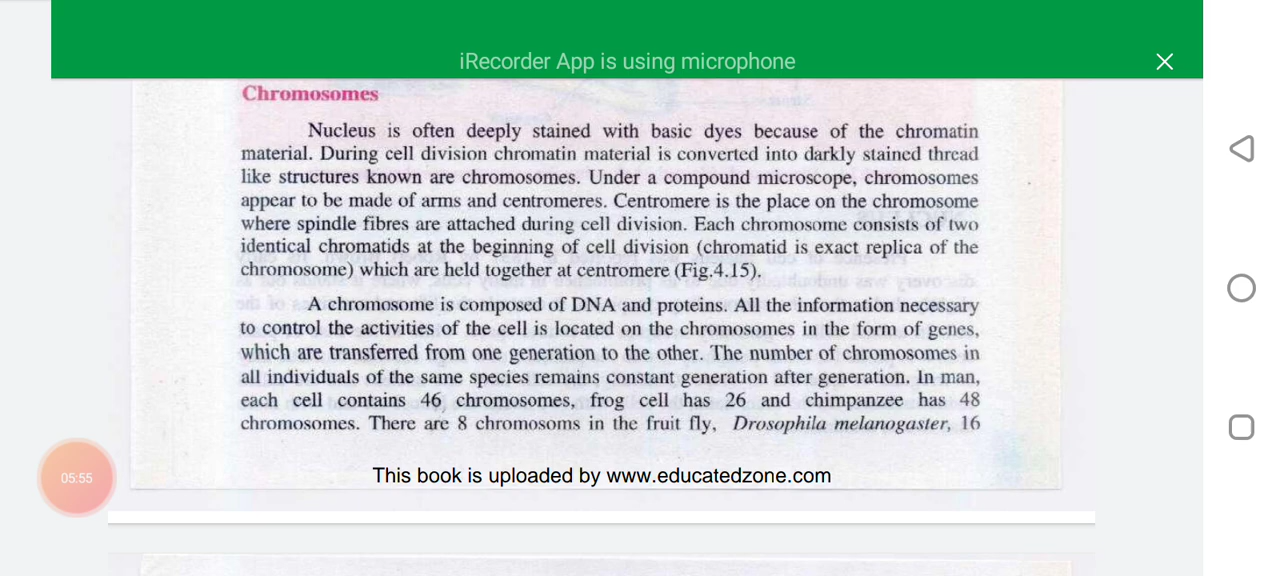 iRecorder App is using microphone
Chromosomes
Nucleus is often deeply stained with basic dyes because of the chromatin
material. During cell division chromatin material is converted into darkly stained thread
like structures known are chromosomes. Under a compound microscope, chromosomes
appear to be made of arms and centromeres. Centromere is the place on the chromosome
where spindle fibres are attached during cell division. Each chromosome consists of two
identical chromatids at the beginning of cell division (chromatid is exact replica of the
chromosome) which are held together at centromere (Fig.4.15).
A chromosome is composed of DNA and proteins. All the information necessary
to control the activities of the cell is located on the chromosomes in the form of genes,
which are transferred from one generation to the other. The number of chromosomes in
all individuals of the same species remains constant generation after generation. In man,
each cell contains 46 chromosomes, frog cell has 26 and chimpanzee has 48
chromosomes. There are 8 chromosoms in the fruit fly, Drosophila melanogaster, 16
05:55
This book is uploaded by www.educatedzone.com